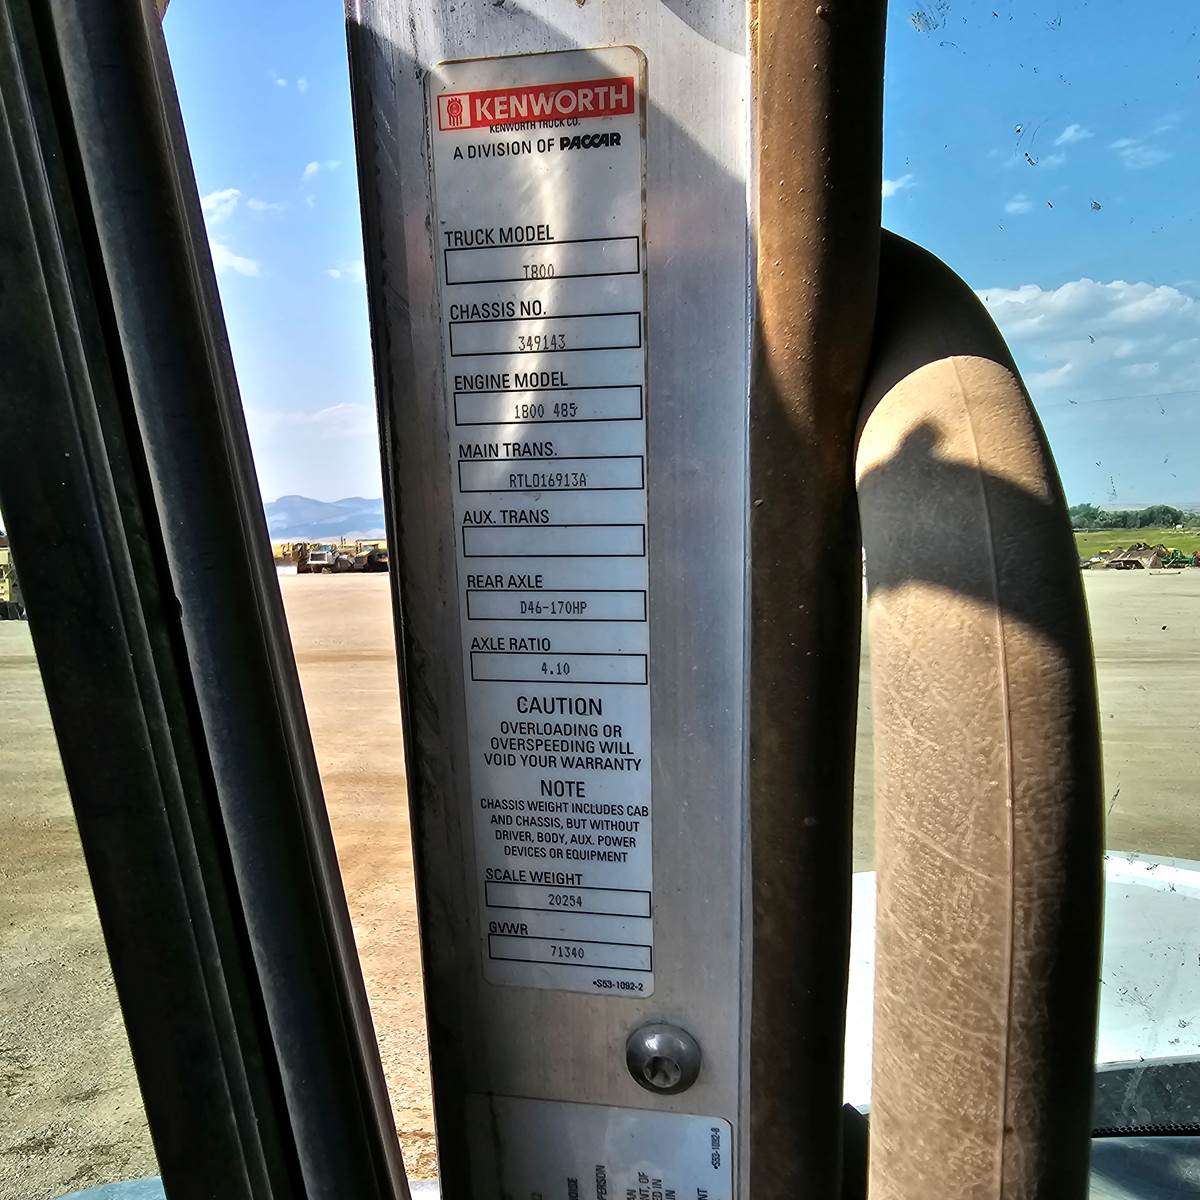 KENWORTH
KENWORTH TRUCK CO.
A DIVISION OF PACCAR
TRUCK MODEL
T800
CHASSIS NO.
349143
ENGINE MODEL
1800 485
MAIN TRANS.
RTLO16913A
AUX. TRANS
REAR AXLE
D46-170HP
AXLE RATIO
4.10
CAUTION
OVERLOADING OR
OVERSPEEDING WILL
VOID YOUR WARRANTY
NOTE
CHASSIS WEIGHT INCLUDES CAB
AND CHASSIS, BUT WITHOUT
DRIVER, BODY, AUX. POWER
DEVICES OR EQUIPMENT
SCALE WEIGHT
20254
GVWR
71340
•S53-1092-2